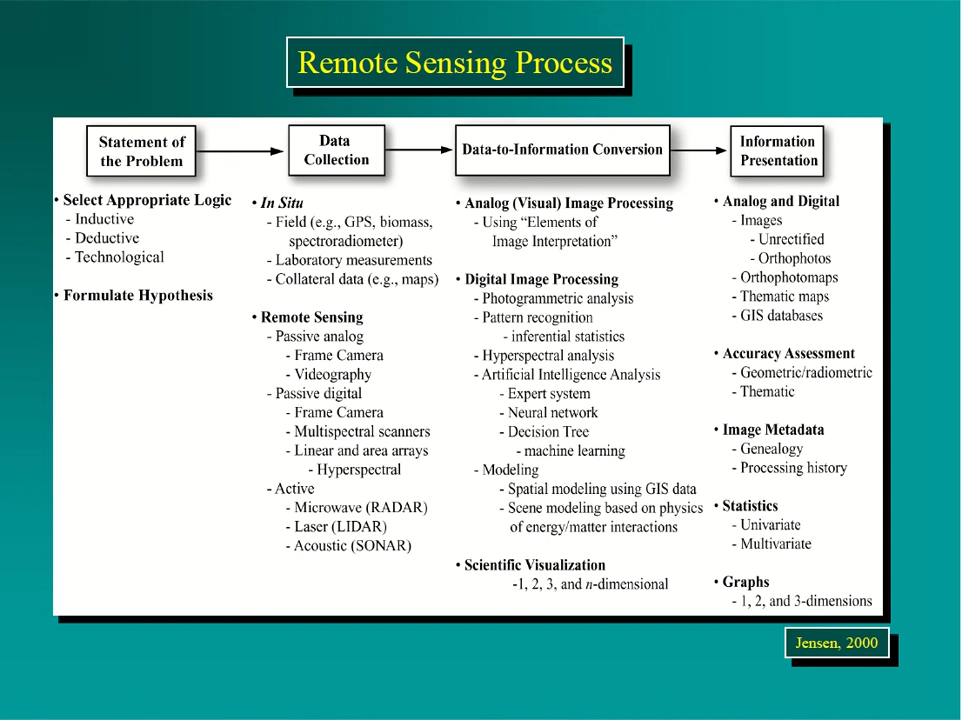 Remote Sensing Process
Statement of
the Problem
• Select Appropriate Logic
- Inductive
- Deductive
- Technological
• Formulate Hypothesis
Data
Collection
• In Situ
- Field (e.g., GPS, biomass,
spectroradiometer)
- Laboratory measurements
- Collateral data (e.g., maps)
• Remote Sensing
- Passive analog
- Frame Camera
- Videography
- Passive digital
- Frame Camera
- Multispectral scanners
- Linear and area arrays
- Hyperspectral
- Active
- Microwave (RADAR)
- Laser (LIDAR)
- Acoustic (SONAR)
Data-to-Information Conversion
• Analog (Visual) Image Processing
- Using “Elements of
Image Interpretation”
• Digital Image Processing
- Photogrammetric analysis
- Pattern recognition
- inferential statistics
- Hyperspectral analysis
- Artificial Intelligence Analysis
- Expert system
- Neural network
- Decision Tree
- machine learning
- Modeling
- Spatial modeling using GIS data
- Scene modeling based on physics
of energy/matter interactions
• Scientific Visualization
-1, 2, 3, and n-dimensional
Information
Presentation
• Analog and Digital
- Images
- Unrectified
- Orthophotos
- Orthophotomaps
- Thematic maps
- GIS databases
• Accuracy Assessment
- Geometric/radiometric
- Thematic
• Image Metadata
- Genealogy
- Processing history
• Statistics
- Univariate
- Multivariate
• Graphs
- 1, 2, and 3-dimensions
Jensen, 2000